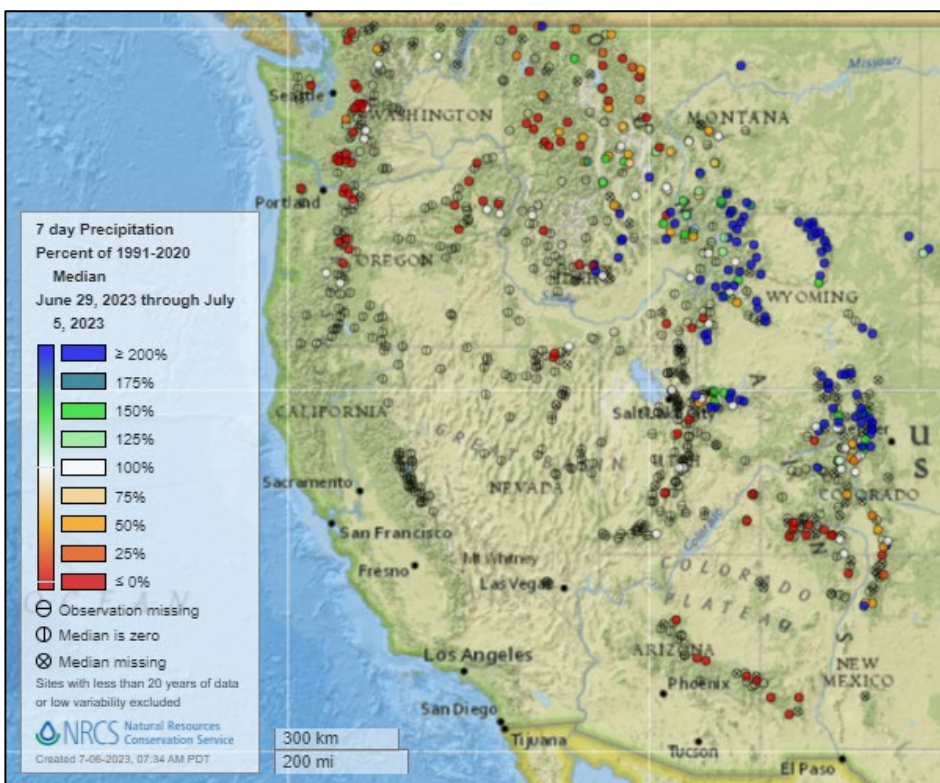 Missouri
Seattle
WASHINGTON
MONTANA
Portland
OREGON
Snake
WYOMING
7 day Precipitation
Percent of 1991-2020
Median
June 29, 2023 through July
5, 2023
≥ 200%
175%
150%
125%
100%
75%
50%
25%
≤ 0%
Observation missing
Median is zero
Median missing
Sites with less than 20 years of data
or low variability excluded
NRCS Natural Resources
Conservation Service
Created 7-06-2023, 07:34 AM PDT
CALIFORNIA
Salt Lake City
GREAT BASIN
U
S
UTAH
NEVADA
Sacramento
COLORADO
San Francisco
Mt Whitney
Fresno
Las Vegas
COLORADO
PLATEAU
OCEAN
ARIZONA
Los Angeles
NEW
MEXICO
Phoenix
San Diego
Tijuana
Tucson
El Paso
300 km
200 mi